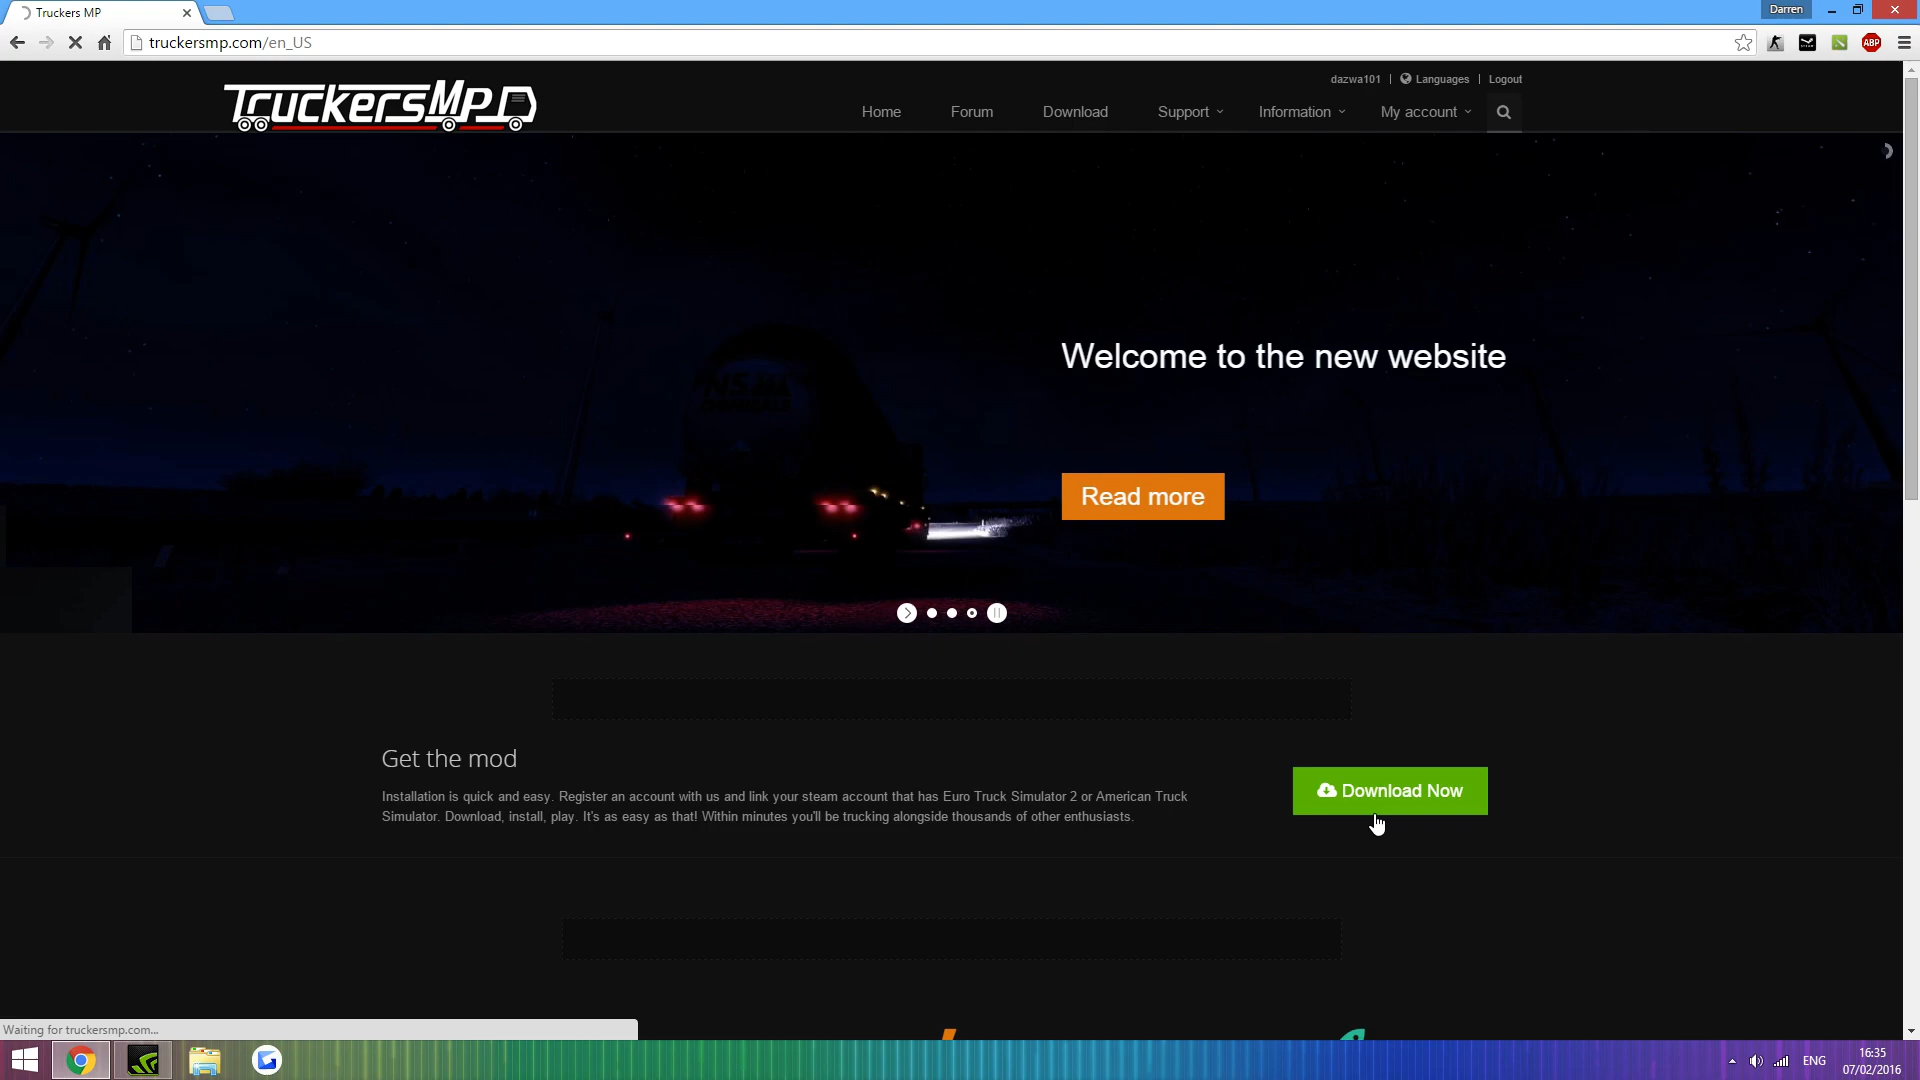 Truckers MP
Darren
truckersmp.com/en_US
ABP
dazwa101 | Languages | Logout
TruckersMP
Home Forum Download Support Information My account
Welcome to the new website
Read more
Get the mod
Installation is quick and easy. Register an account with us and link your steam account that has Euro Truck Simulator 2 or American Truck
Simulator. Download, install, play. It's as easy as that! Within minutes you'll be trucking alongside thousands of other enthusiasts.
Download Now
Waiting for truckersmp.com...
ENG
16:35
07/02/2016